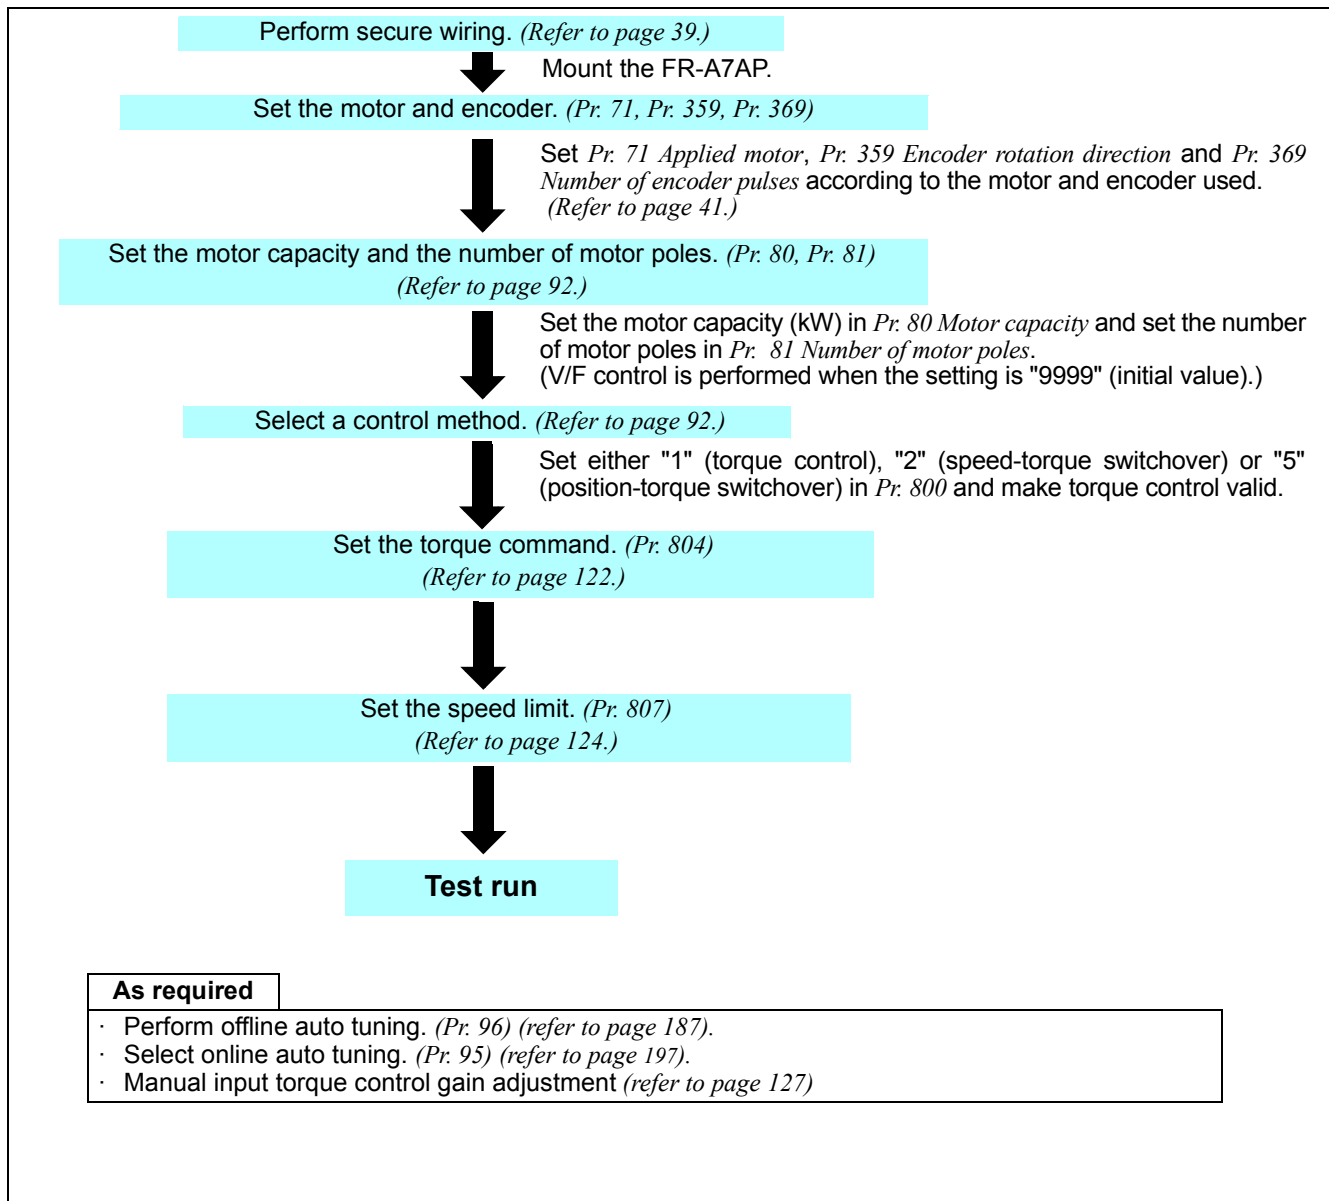 Perform secure wiring. (Refer to page 39.)
Mount the FR-A7AP.
Set the motor and encoder. (Pr. 71, Pr. 359, Pr. 369)
Set Pr. 71 Applied motor, Pr. 359 Encoder rotation direction and Pr. 369
Number of encoder pulses according to the motor and encoder used.
(Refer to page 41.)
Set the motor capacity and the number of motor poles. (Pr. 80, Pr. 81)
(Refer to page 92.)
Set the motor capacity (kW) in Pr. 80 Motor capacity and set the number
of motor poles in Pr. 81 Number of motor poles.
(V/F control is performed when the setting is "9999" (initial value).)
Select a control method. (Refer to page 92.)
Set either "1" (torque control), "2" (speed-torque switchover) or "5"
(position-torque switchover) in Pr. 800 and make torque control valid.
Set the torque command. (Pr. 804)
(Refer to page 122.)
Set the speed limit. (Pr. 807)
(Refer to page 124.)
Test run
As required
· Perform offline auto tuning. (Pr. 96) (refer to page 187).
· Select online auto tuning. (Pr. 95) (refer to page 197).
· Manual input torque control gain adjustment (refer to page 127)